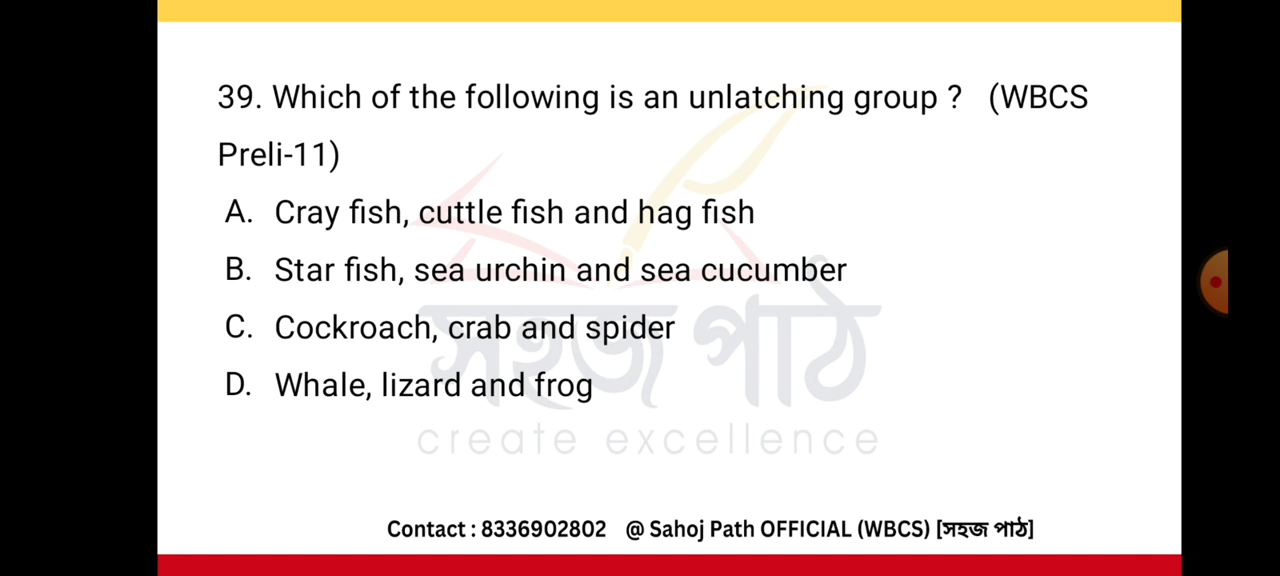 39. Which of the following is an unlatching group ? (WBCS
Preli-11)
A. Cray fish, cuttle fish and hag fish
B. Star fish, sea urchin and sea cucumber
C. Cockroach, crab and spider
D. Whale, lizard and frog
সহজ পাঠ
create excellence
Contact : 8336902802 @ Sahoj Path OFFICIAL (WBCS) [সহজ পাঠ]